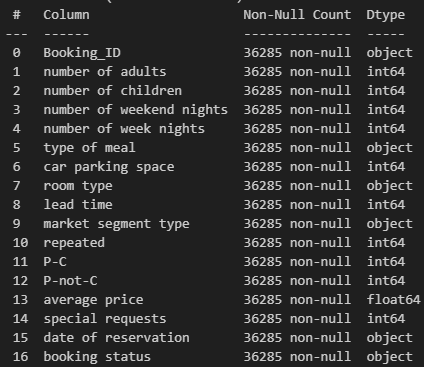 # Column Non-Null Count Dtype
--- ------ -------------- -----
0 Booking_ID 36285 non-null object
1 number of adults 36285 non-null int64
2 number of children 36285 non-null int64
3 number of weekend nights 36285 non-null int64
4 number of week nights 36285 non-null int64
5 type of meal 36285 non-null object
6 car parking space 36285 non-null int64
7 room type 36285 non-null object
8 lead time 36285 non-null int64
9 market segment type 36285 non-null object
10 repeated 36285 non-null int64
11 P-C 36285 non-null int64
12 P-not-C 36285 non-null int64
13 average price 36285 non-null float64
14 special requests 36285 non-null int64
15 date of reservation 36285 non-null object
16 booking status 36285 non-null object